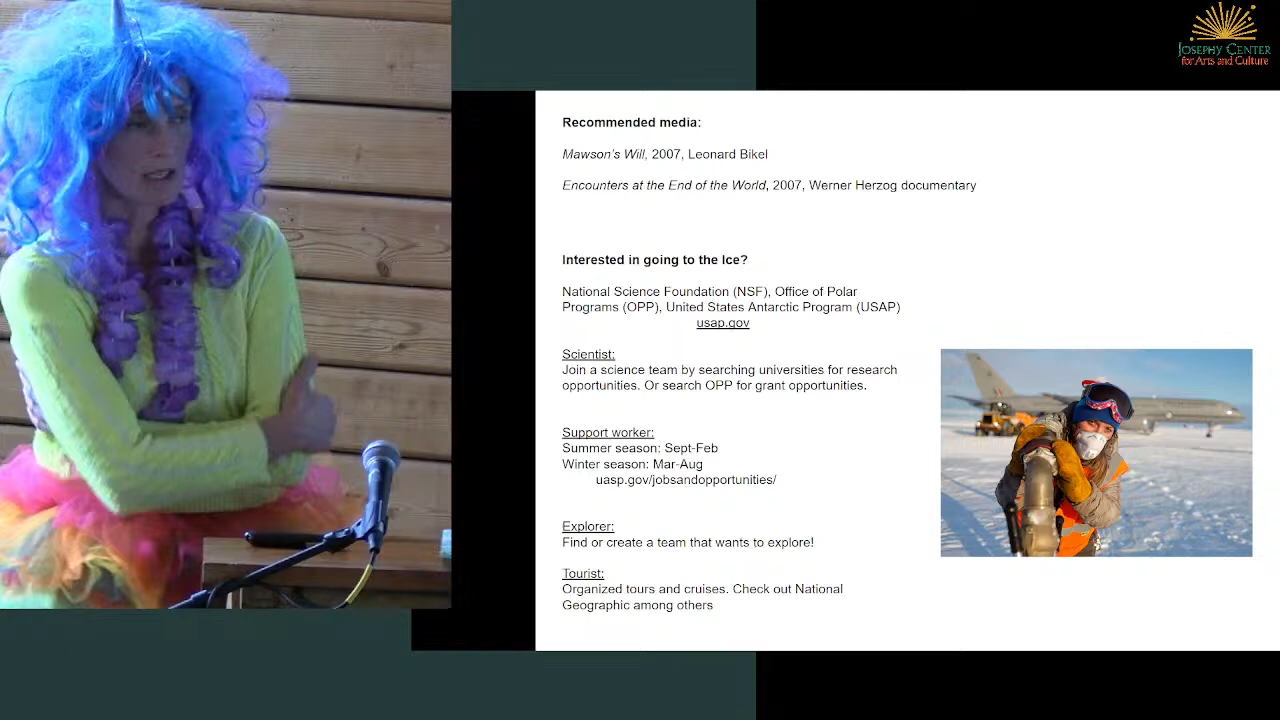 JOSEPHY CENTER
for Arts and Culture
Recommended media:
Mawson's Will, 2007, Leonard Bikel
Encounters at the End of the World, 2007, Werner Herzog documentary
Interested in going to the Ice?
National Science Foundation (NSF), Office of Polar
Programs (OPP), United States Antarctic Program (USAP)
usap.gov
Scientist:
Join a science team by searching universities for research
opportunities. Or search OPP for grant opportunities.
Support worker:
Summer season: Sept-Feb
Winter season: Mar-Aug
uasp.gov/jobsandopportunities/
Explorer:
Find or create a team that wants to explore!
Tourist:
Organized tours and cruises. Check out National
Geographic among others